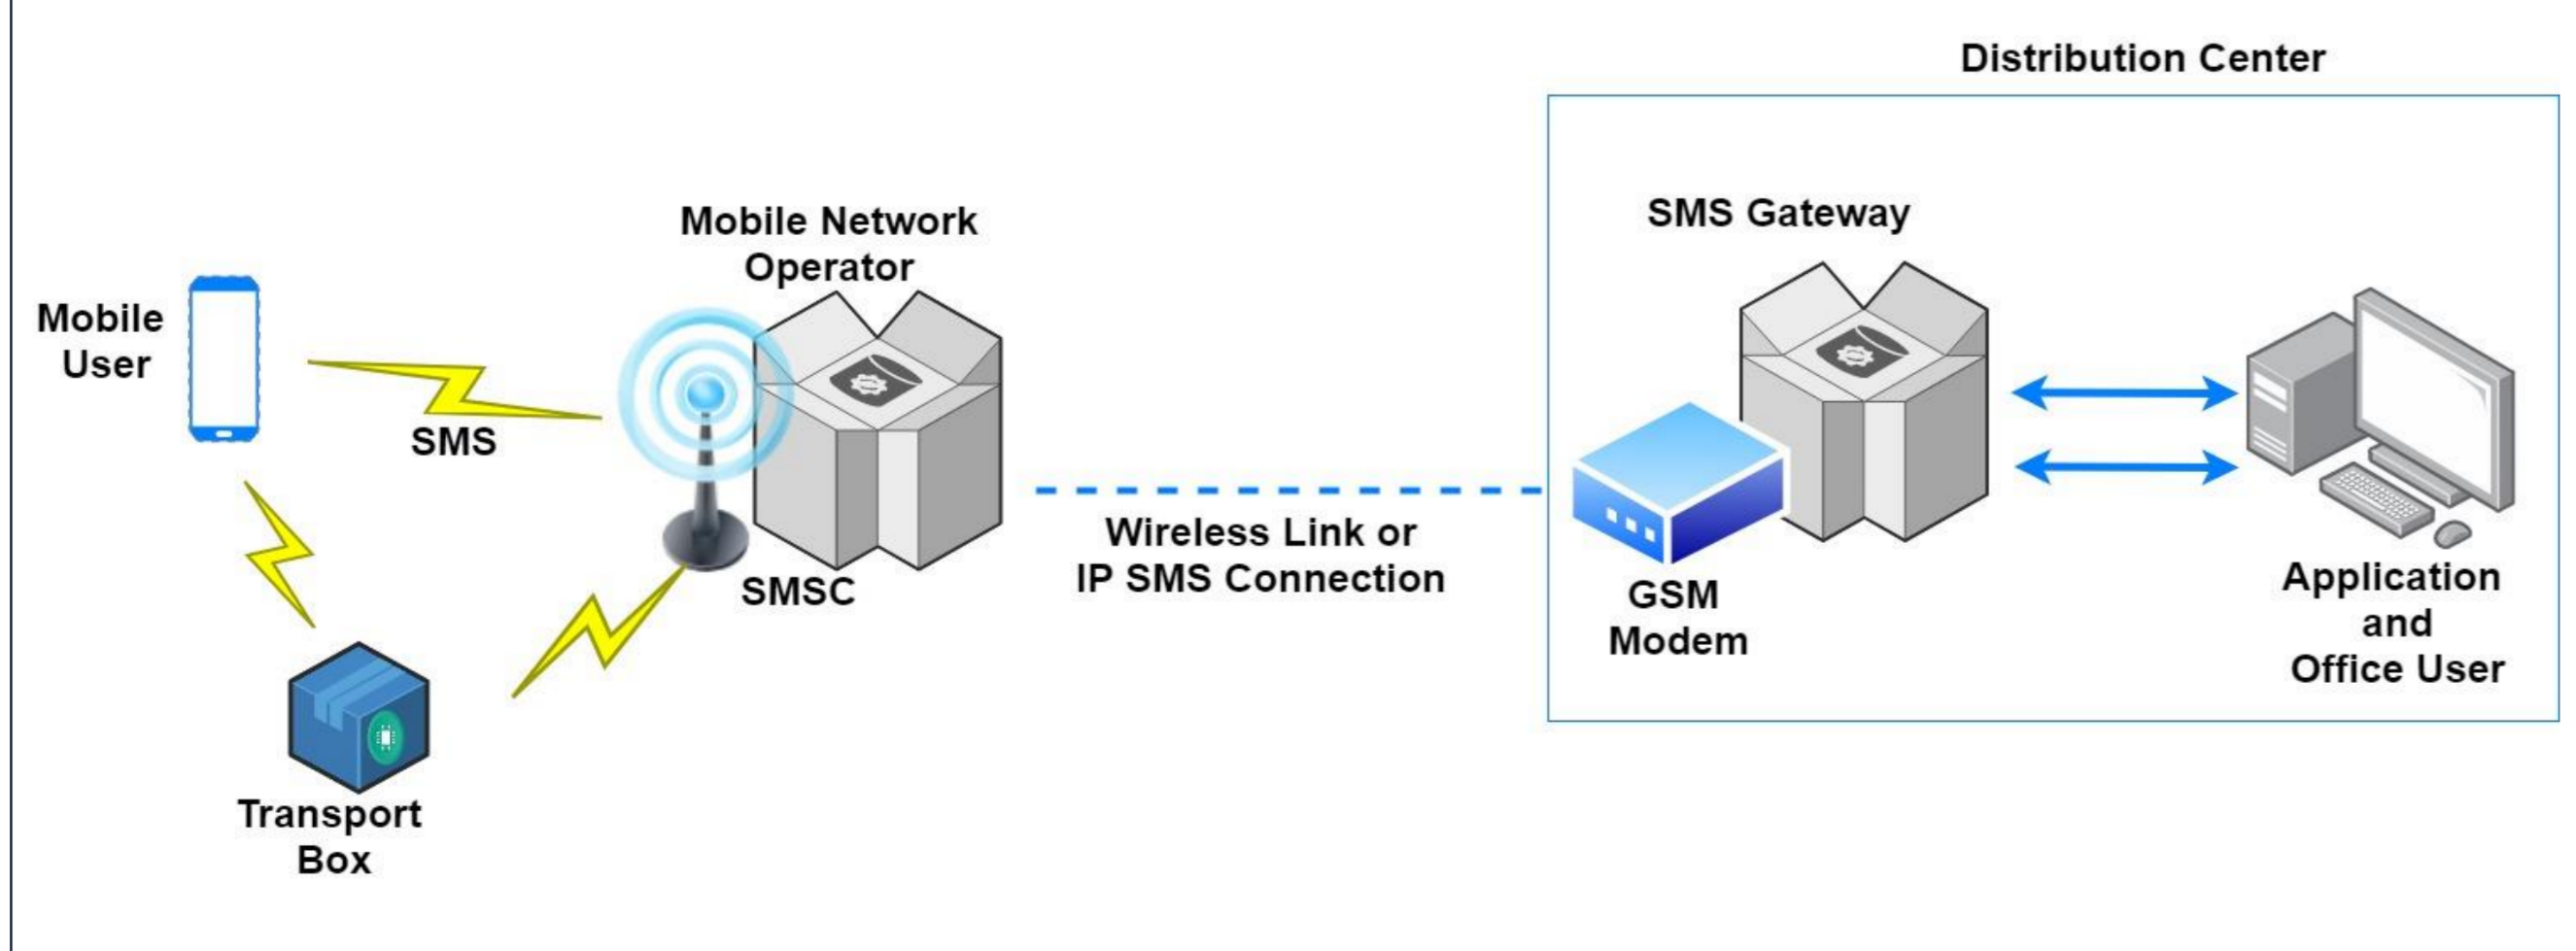 Distribution Center
SMS Gateway
Mobile Network
Operator
Mobile
User
SMS
SMSC
Wireless Link or
IP SMS Connection
GSM
Modem
Application
and
Office User
Transport
Box